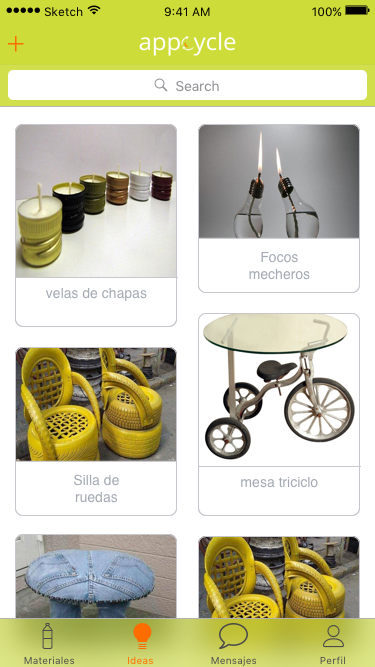 Sketch 9:41 AM 100%
appcycle
Search
velas de chapas
Focos
mecheros
Silla de
ruedas
mesa triciclo
Materiales Ideas Mensajes Perfil